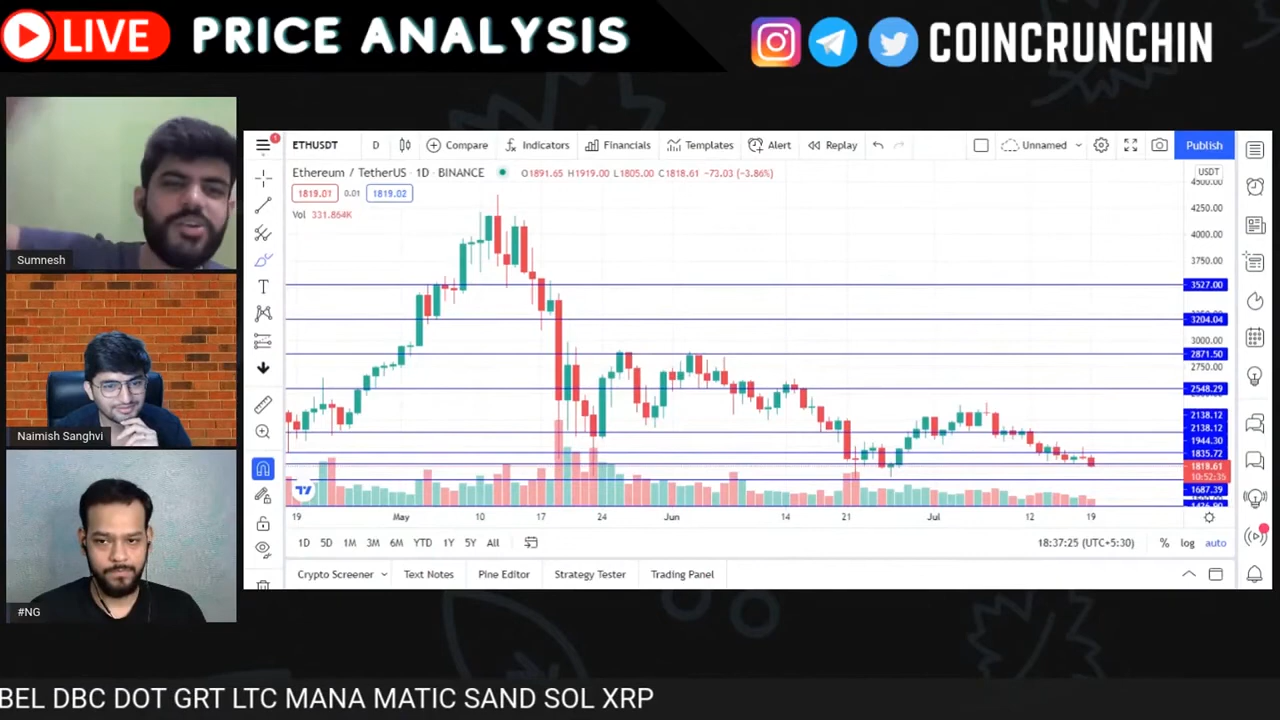 LIVE PRICE ANALYSIS COINCRUNCHIN
Sumnesh
Naimish Sanghvi
#NG
ETHUSDT D Compare Indicators Financials Templates Alert Replay Unnamed Publish
Ethereum / TetherUS · 1D · BINANCE O1891.65 H1919.00 L1805.00 C1818.61 −73.03 (−3.86%)
1819.01 0.01 1819.02
Vol 331.864K
USDT
4500.00
4250.00
4000.00
3750.00
3527.00
3204.04
3000.00
2871.50
2750.00
2548.29
2138.12
2138.12
1944.30
1835.72
1818.61
10:52:35
1687.39
19 May 10 17 24 Jun 14 21 Jul 12 19
1D 5D 1M 3M 6M YTD 1Y 5Y All 18:37:25 (UTC+5:30) % log auto
Crypto Screener Text Notes Pine Editor Strategy Tester Trading Panel
BEL DBC DOT GRT LTC MANA MATIC SAND SOL XRP